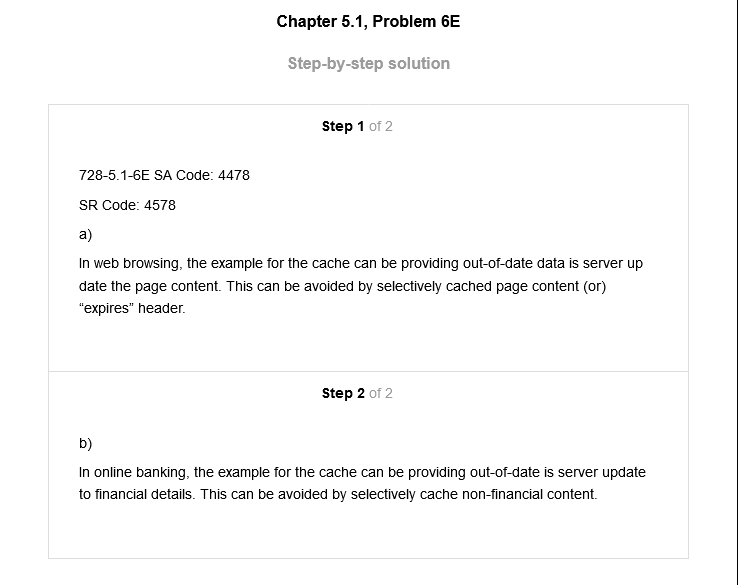 Chapter 5.1, Problem 6E
Step-by-step solution
Step 1 of 2
728-5.1-6E SA Code: 4478
SR Code: 4578
a)
In web browsing, the example for the cache can be providing out-of-date data is server up
date the page content. This can be avoided by selectively cached page content (or)
“expires” header.
Step 2 of 2
b)
In online banking, the example for the cache can be providing out-of-date is server update
to financial details. This can be avoided by selectively cache non-financial content.